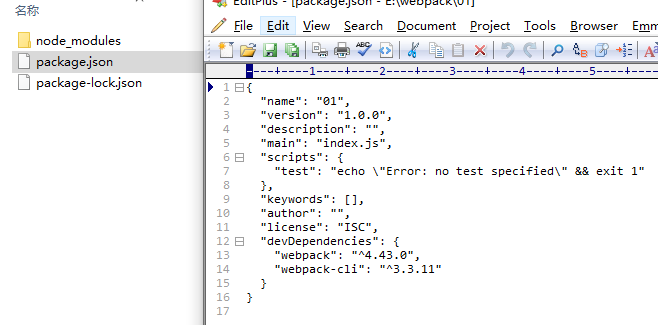 名称
node_modules
package.json
package-lock.json
EditPlus - [package.json - E:\webpack\01]
File Edit View Search Document Project Tools Browser Emm
----+----1----+----2----+----3----+----4----+----5----+----
1 {
2 "name": "01",
3 "version": "1.0.0",
4 "description": "",
5 "main": "index.js",
6 "scripts": {
7 "test": "echo \"Error: no test specified\" && exit 1"
8 },
9 "keywords": [],
10 "author": "",
11 "license": "ISC",
12 "devDependencies": {
13 "webpack": "^4.43.0",
14 "webpack-cli": "^3.3.11"
15 }
16 }
17